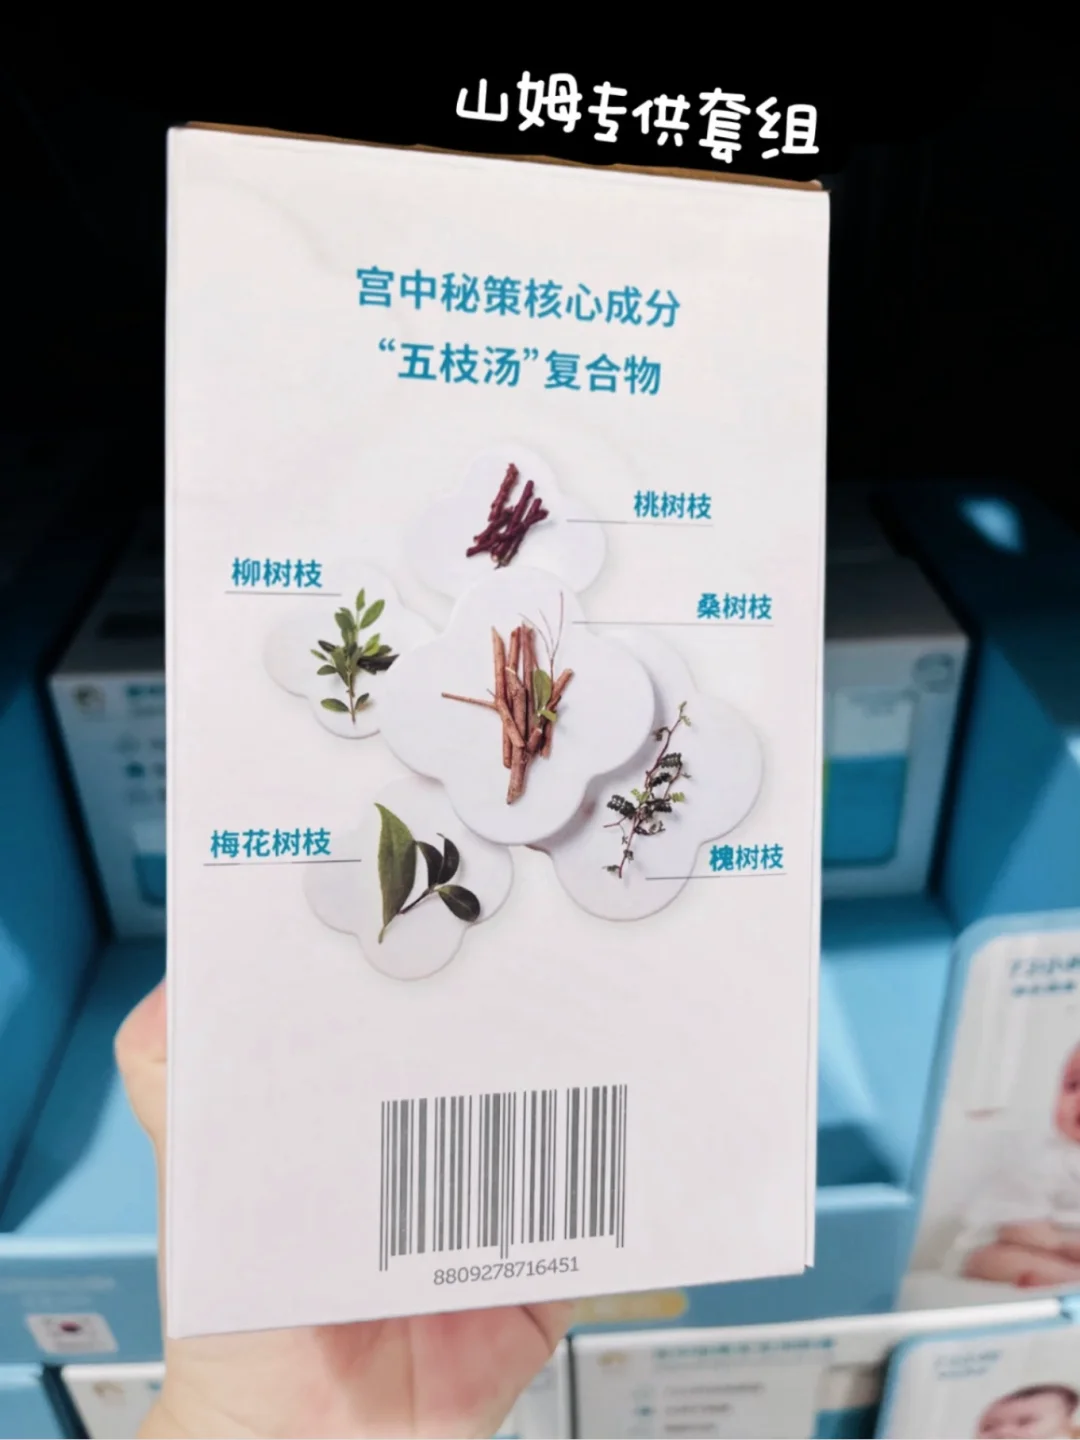 山姆专供套组
宫中秘策核心成分
“五枝汤”复合物
桃树枝
柳树枝
桑树枝
梅花树枝
槐树枝
8809278716451